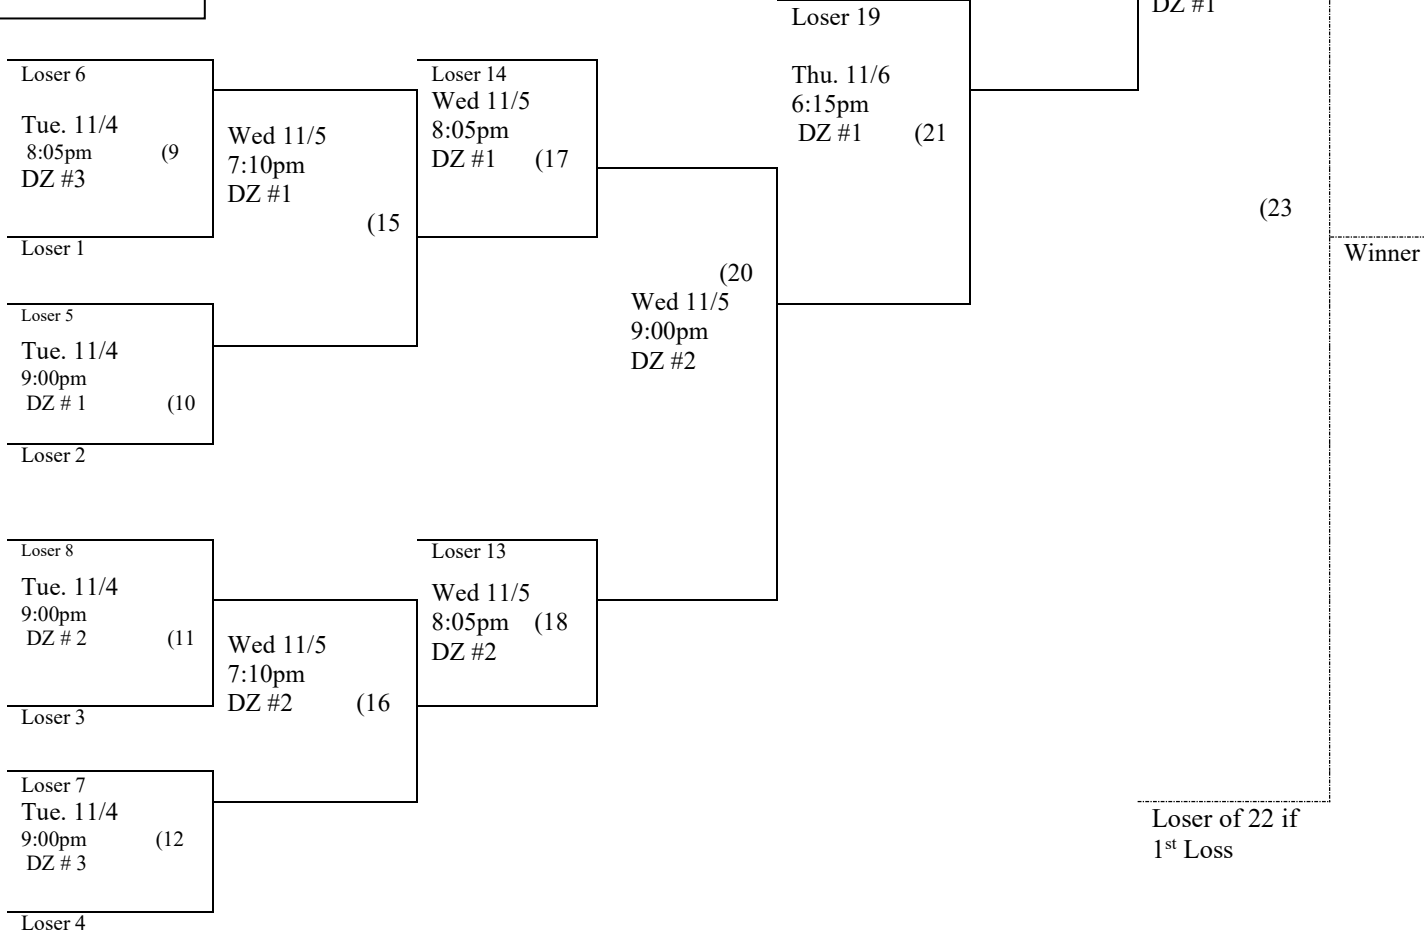 DZ #1
Loser 19
Thu. 11/6
6:15pm
DZ #1 (21
Loser 6
Tue. 11/4
8:05pm (9
DZ #3
Loser 1
Wed 11/5
7:10pm
DZ #1
(15
Loser 14
Wed 11/5
8:05pm
DZ #1 (17
(23
Winner
(20
Wed 11/5
9:00pm
DZ #2
Loser 5
Tue. 11/4
9:00pm
DZ # 1 (10
Loser 2
Loser 8
Tue. 11/4
9:00pm
DZ # 2 (11
Loser 3
Wed 11/5
7:10pm
DZ #2 (16
Loser 13
Wed 11/5
8:05pm (18
DZ #2
Loser 7
Tue. 11/4
9:00pm (12
DZ # 3
Loser 4
Loser of 22 if
1st Loss